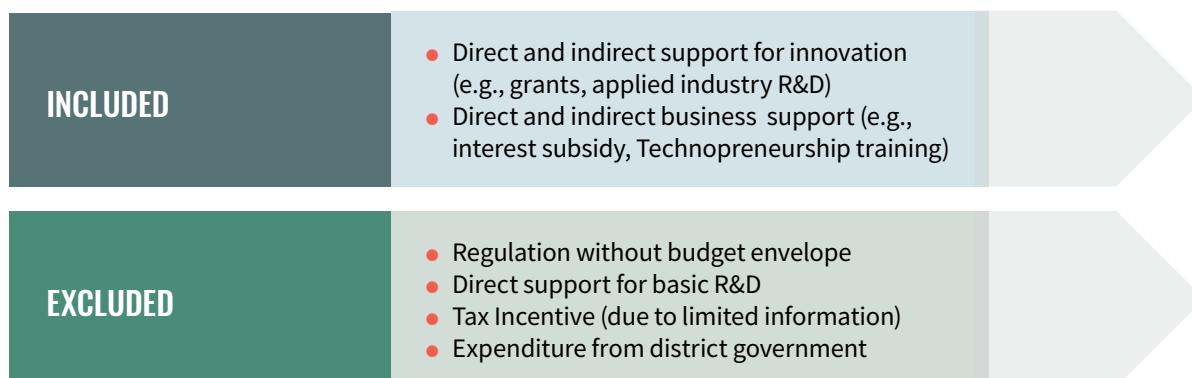 INCLUDED
• Direct and indirect support for innovation
(e.g., grants, applied industry R&D)
• Direct and indirect business support (e.g.,
interest subsidy, Technopreneurship training)
EXCLUDED
• Regulation without budget envelope
• Direct support for basic R&D
• Tax Incentive (due to limited information)
• Expenditure from district government